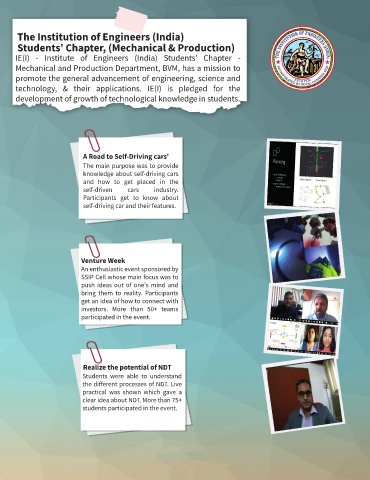 The Institution of Engineers (India)
Students' Chapter, (Mechanical & Production)
IE(I) - Institute of Engineers (India) Students' Chapter -
Mechanical and Production Department, BVM, has a mission to
promote the general advancement of engineering, science and
technology, & their applications. IE(I) is pledged for the
development of growth of technological knowledge in students.
A Road to Self-Driving cars'
The main purpose was to provide
knowledge about self-driving cars
and how to get placed in the
self-driven cars industry.
Participants get to know about
self-driving car and their features.
Venture Week
An enthusiastic event sponsored by
SSIP Cell whose main focus was to
push ideas out of one's mind and
bring them to reality. Participants
get an idea of how to connect with
investors. More than 50+ teams
participated in the event.
Realize the potential of NDT
Students were able to understand
the different processes of NDT. Live
practical was shown which gave a
clear idea about NDT. More than 75+
students participated in the event.